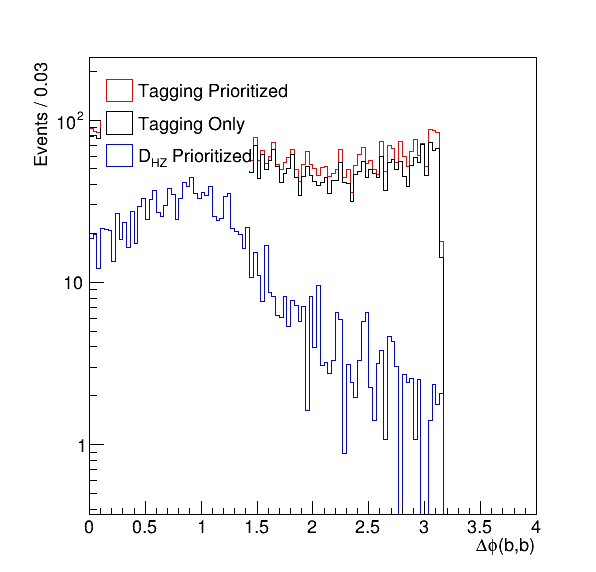 Events / 0.03
Tagging Prioritized
Tagging Only
D_HZ Prioritized
10^2
10
1
0 0.5 1 1.5 2 2.5 3 3.5 4
Δϕ(b,b)